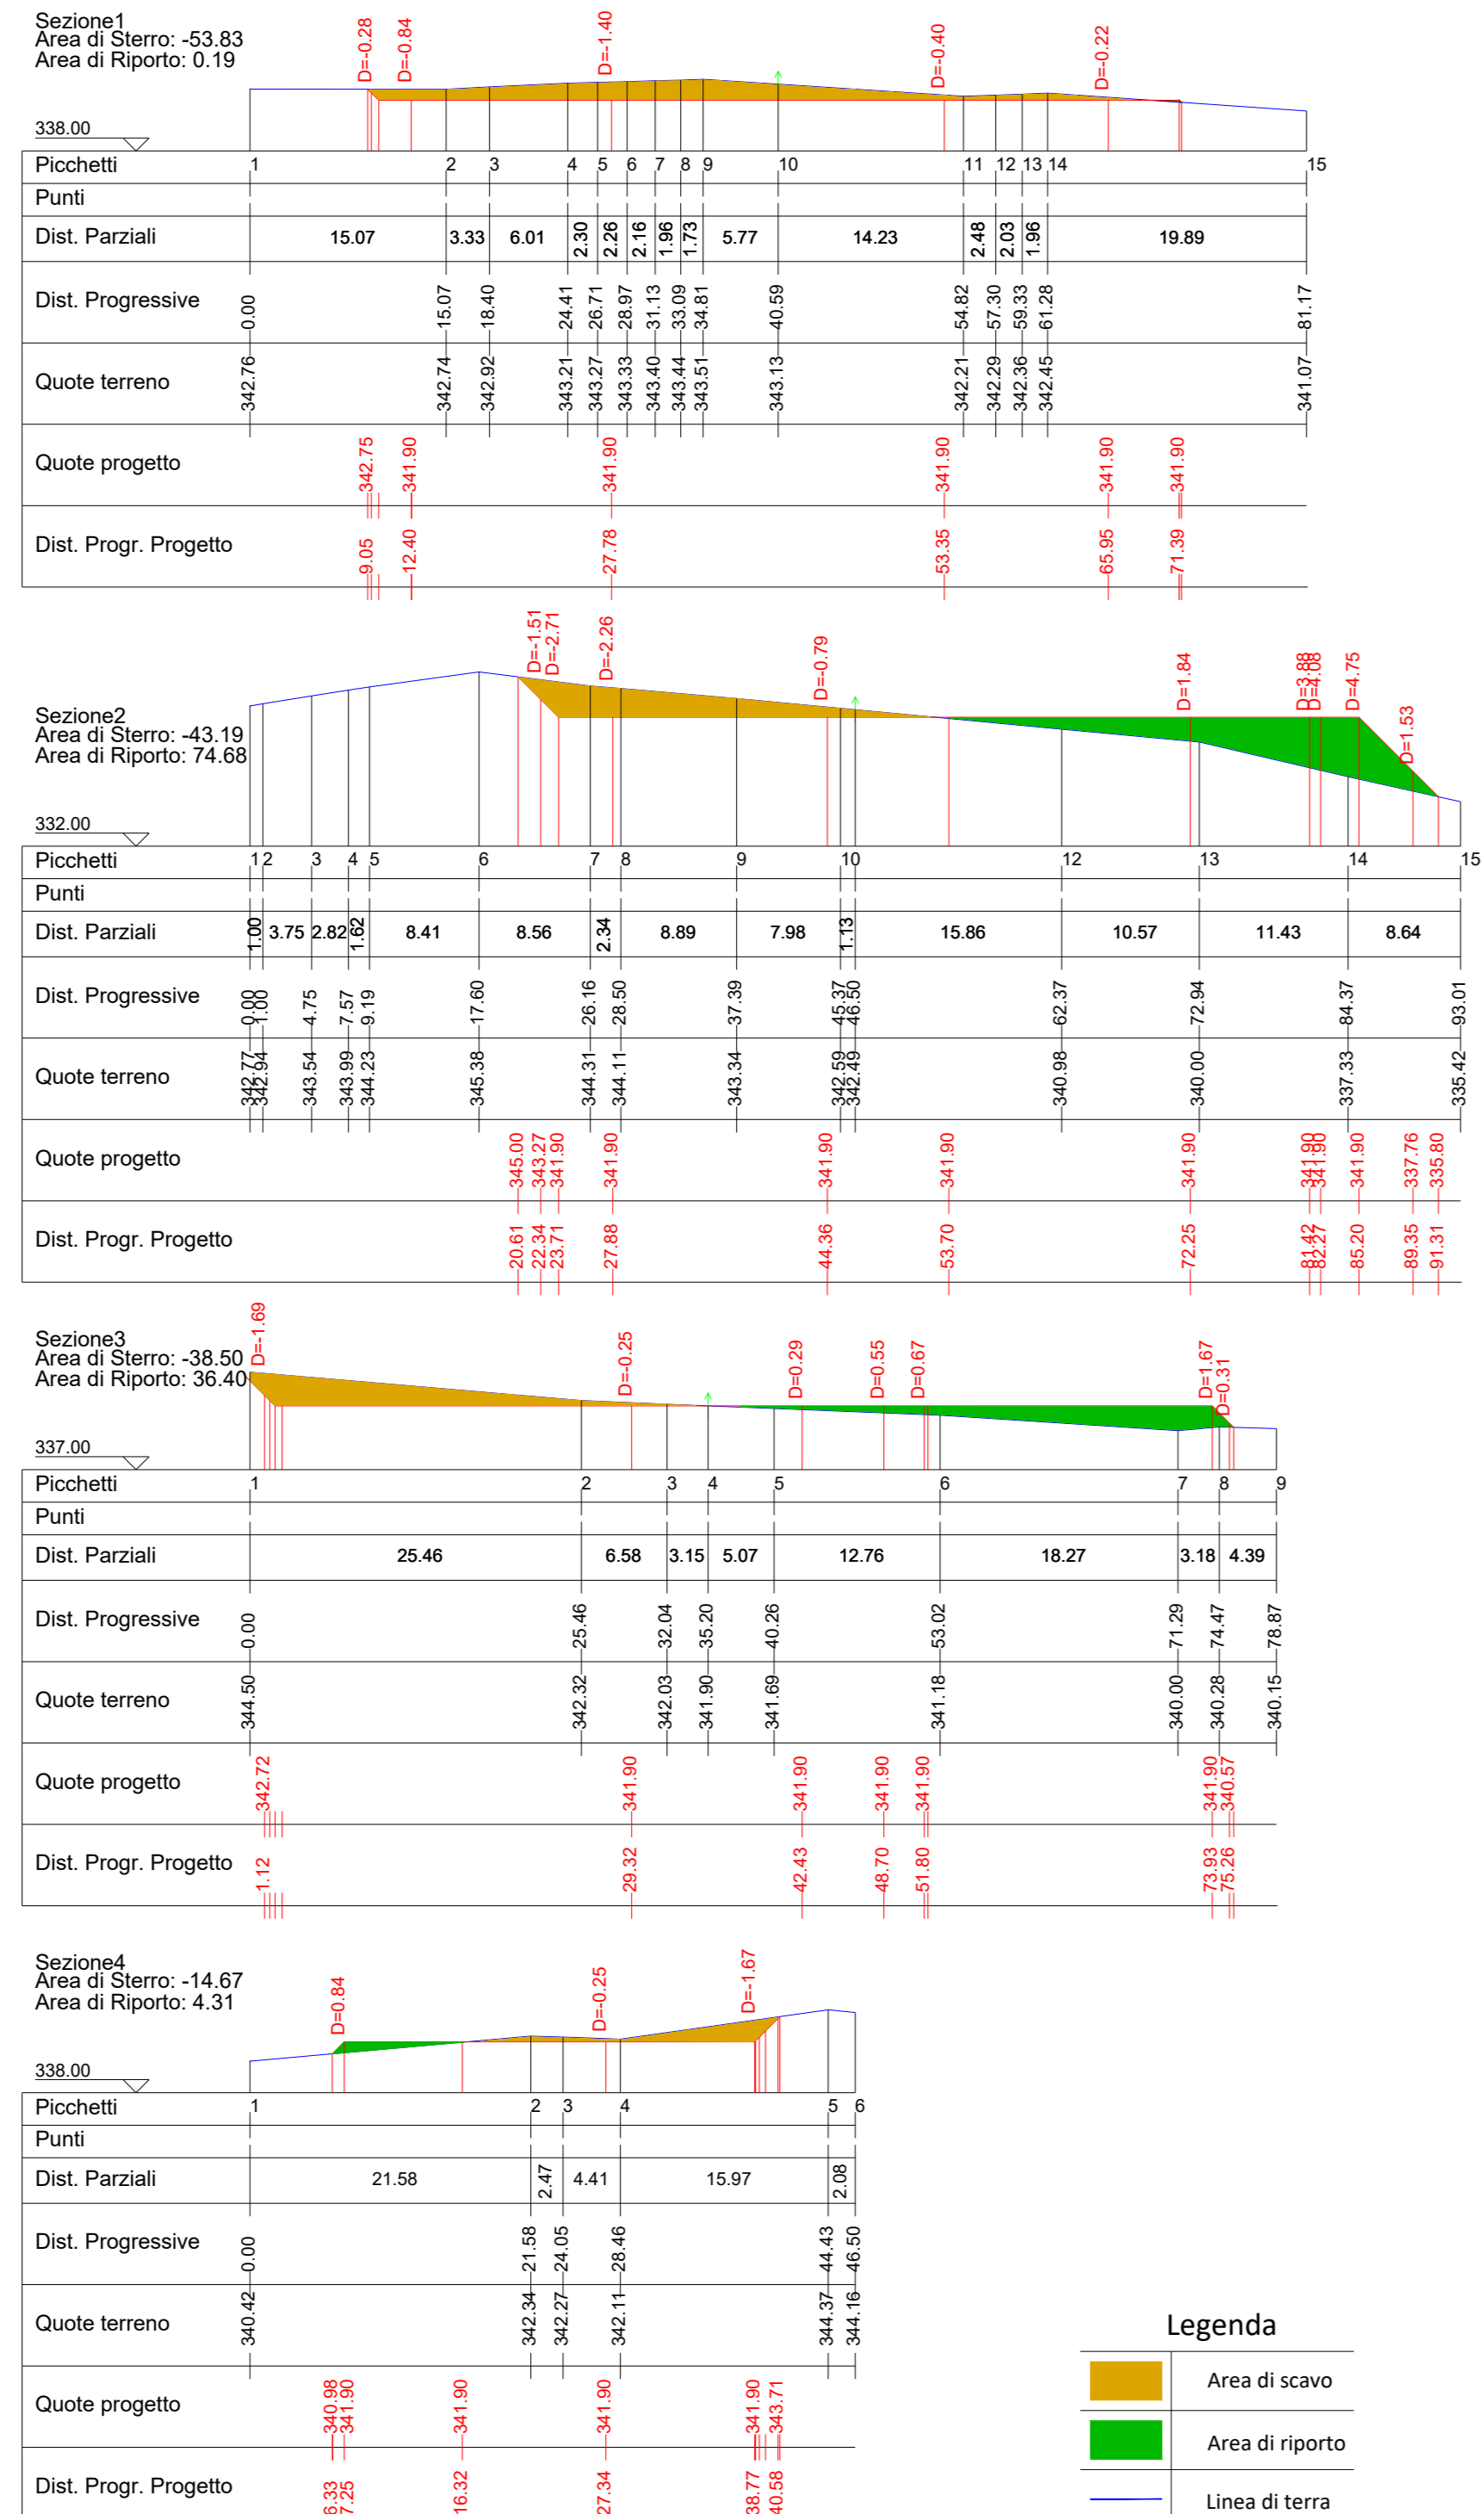 Sezione1
Area di Sterro: -53.83
Area di Riporto: 0.19
D=-0.28 D=-0.84 D=-1.40 D=-0.40 D=-0.22
338.00
Picchetti 1 2 3 4 5 6 7 8 9 10 11 12 13 14 15
Punti
Dist. Parziali 15.07 3.33 6.01 2.30 2.26 2.16 1.96 1.73 5.77 14.23 2.48 2.03 1.96 19.89
Dist. Progressive 0.00 15.07 18.40 24.41 26.71 28.97 31.13 33.09 34.81 40.59 54.82 57.30 59.33 61.28 81.17
Quote terreno 342.76 342.74 342.92 343.21 343.27 343.33 343.40 343.44 343.51 343.13 342.21 342.29 342.36 342.45 341.07
Quote progetto 342.75 341.90 341.90 341.90 341.90 341.90
Dist. Progr. Progetto 9.05 12.40 27.78 53.35 65.95 71.39
Sezione2
Area di Sterro: -43.19
Area di Riporto: 74.68
D=-1.51 D=-2.71 D=-2.26 D=-0.79 D=1.84 D=3.88 D=4.08 D=4.75 D=1.53
332.00
Picchetti 1 2 3 4 5 6 7 8 9 10 12 13 14 15
Punti
Dist. Parziali 1.00 3.75 2.82 1.62 8.41 8.56 2.34 8.89 7.98 1.13 15.86 10.57 11.43 8.64
Dist. Progressive 0.00 1.00 4.75 7.57 9.19 17.60 26.16 28.50 37.39 45.37 46.50 62.37 72.94 84.37 93.01
Quote terreno 342.77 342.94 343.54 343.99 344.23 345.38 344.31 344.11 343.34 342.59 342.49 340.98 340.00 337.33 335.42
Quote progetto 345.00 343.27 341.90 341.90 341.90 341.90 341.90 341.90 341.90 341.90 337.76 335.80
Dist. Progr. Progetto 20.61 22.34 23.71 27.88 44.36 53.70 72.25 81.42 82.27 85.20 89.35 91.31
Sezione3
Area di Sterro: -38.50
Area di Riporto: 36.40
D=-1.69 D=-0.25 D=0.29 D=0.55 D=0.67 D=1.67 D=0.31
337.00
Picchetti 1 2 3 4 5 6 7 8 9
Punti
Dist. Parziali 25.46 6.58 3.15 5.07 12.76 18.27 3.18 4.39
Dist. Progressive 0.00 25.46 32.04 35.20 40.26 53.02 71.29 74.47 78.87
Quote terreno 344.50 342.32 342.03 341.90 341.69 341.18 340.00 340.28 340.15
Quote progetto 342.72 341.90 341.90 341.90 341.90 341.90 340.57
Dist. Progr. Progetto 1.12 29.32 42.43 48.70 51.80 73.93 75.26
Sezione4
Area di Sterro: -14.67
Area di Riporto: 4.31
D=0.84 D=-0.25 D=-1.67
338.00
Picchetti 1 2 3 4 5 6
Punti
Dist. Parziali 21.58 2.47 4.41 15.97 2.08
Dist. Progressive 0.00 21.58 24.05 28.46 44.43 46.50
Quote terreno 340.42 342.34 342.27 342.11 344.37 344.16
Quote progetto 340.98 341.90 341.90 341.90 341.90 343.71
Dist. Progr. Progetto 6.33 7.25 16.32 27.34 38.77 40.58
Legenda
Area di scavo
Area di riporto
Linea di terra